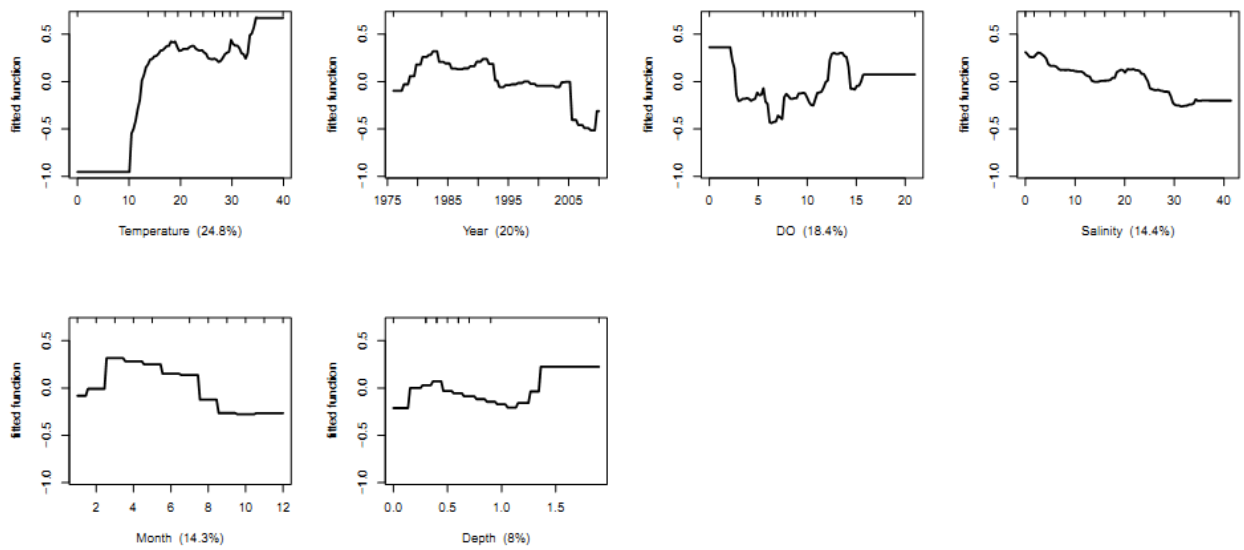 fitted function
0.5
0.0
−0.5
−1.0
0 10 20 30 40
Temperature (24.8%)
fitted function
0.5
0.0
−0.5
−1.0
1975 1985 1995 2005
Year (20%)
fitted function
0.5
0.0
−0.5
−1.0
0 5 10 15 20
DO (18.4%)
fitted function
0.5
0.0
−0.5
−1.0
0 10 20 30 40
Salinity (14.4%)
fitted function
0.5
0.0
−0.5
−1.0
2 4 6 8 10 12
Month (14.3%)
fitted function
0.5
0.0
−0.5
−1.0
0.0 0.5 1.0 1.5
Depth (8%)